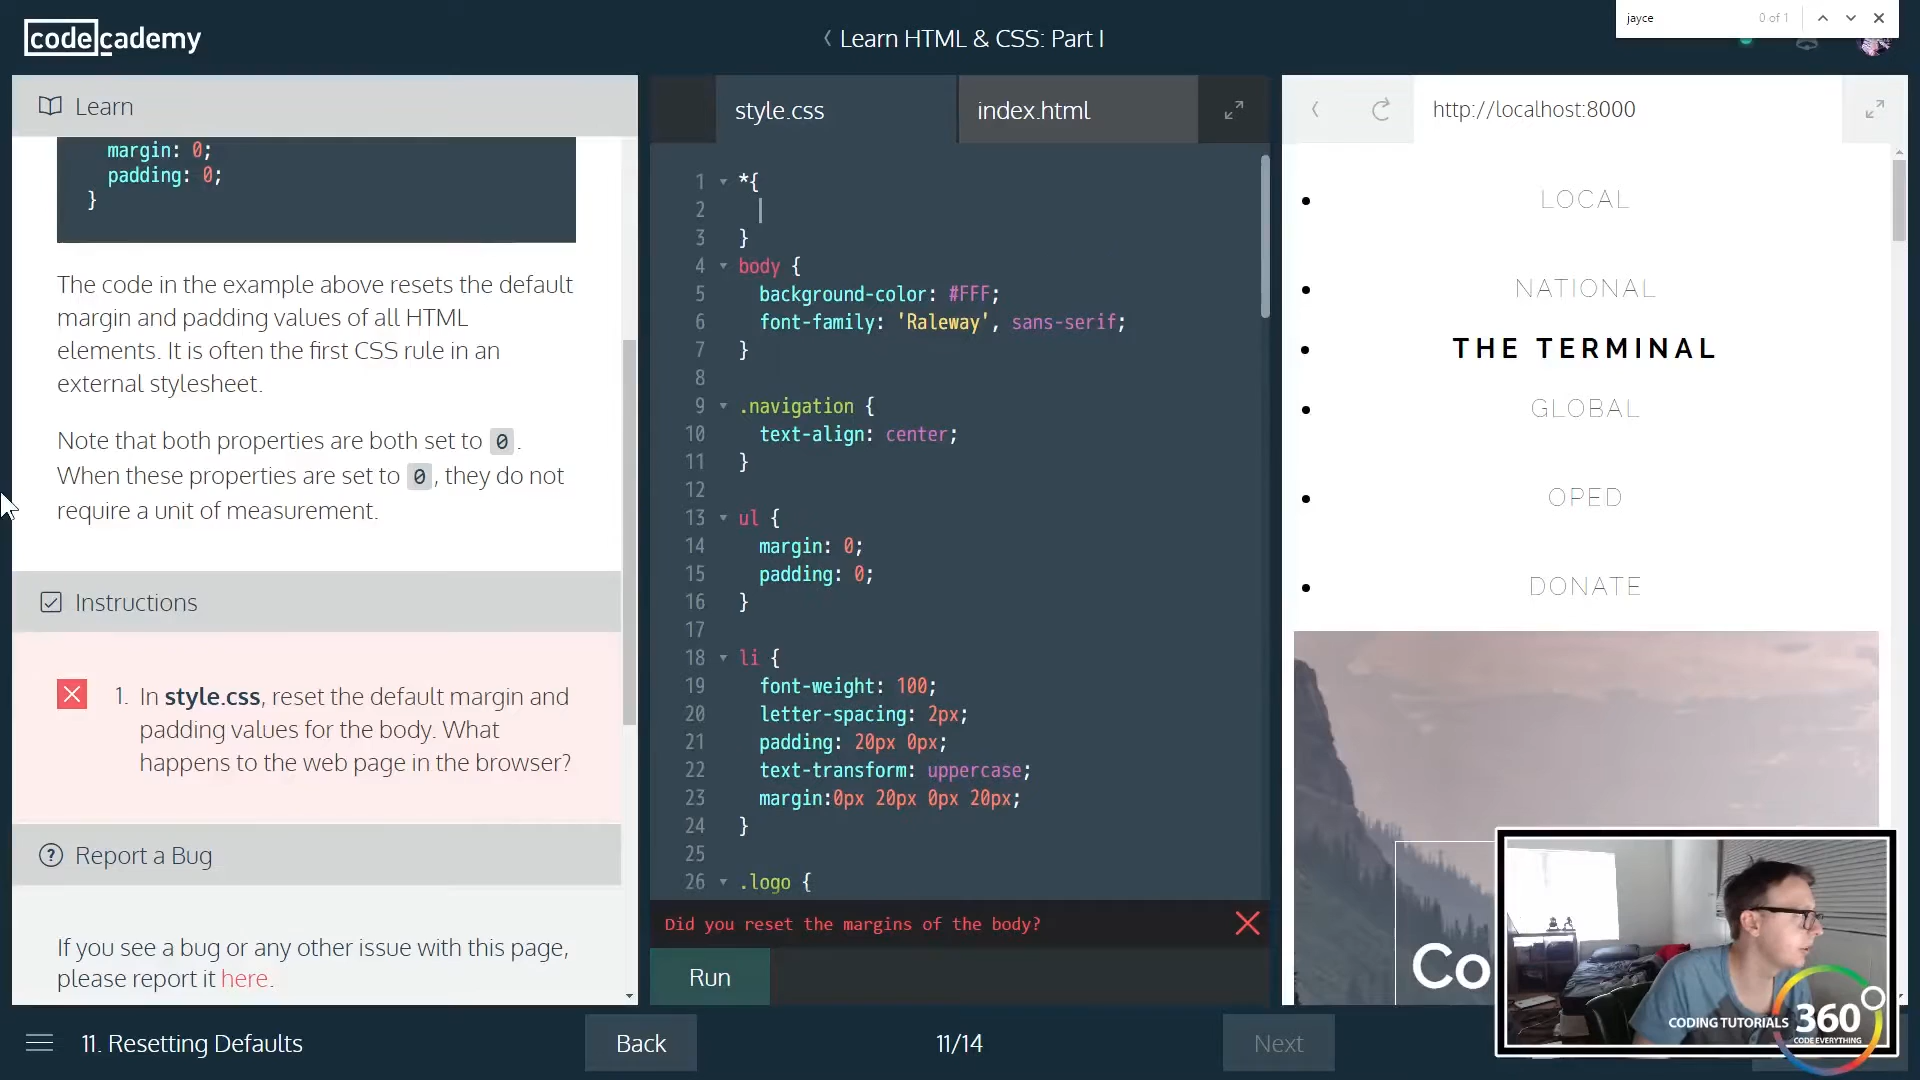 codecademy
Learn HTML & CSS: Part I
jayce
0 of 1
Learn
margin: 0;
padding: 0;
}
The code in the example above resets the default
margin and padding values of all HTML
elements. It is often the first CSS rule in an
external stylesheet.
Note that both properties are both set to 0.
When these properties are set to 0, they do not
require a unit of measurement.
Instructions
1. In style.css, reset the default margin and
padding values for the body. What
happens to the web page in the browser?
Report a Bug
If you see a bug or any other issue with this page,
please report it here.
style.css
index.html
1 *{
2
3 }
4 body {
5 background-color: #FFF;
6 font-family: 'Raleway', sans-serif;
7 }
8
9 .navigation {
10 text-align: center;
11 }
12
13 ul {
14 margin: 0;
15 padding: 0;
16 }
17
18 li {
19 font-weight: 100;
20 letter-spacing: 2px;
21 padding: 20px 0px;
22 text-transform: uppercase;
23 margin:0px 20px 0px 20px;
24 }
25
26 .logo {
Did you reset the margins of the body?
Run
http://localhost:8000
LOCAL
NATIONAL
THE TERMINAL
GLOBAL
OPED
DONATE
Co
CODING TUTORIALS 360
CODE EVERYTHING
11. Resetting Defaults
Back
11/14
Next